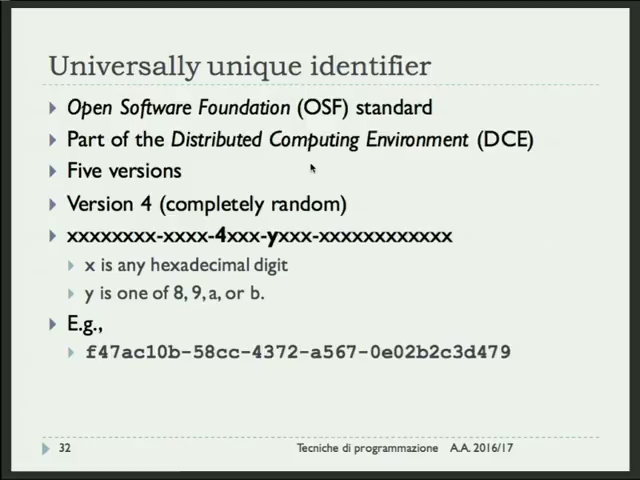 Universally unique identifier
Open Software Foundation (OSF) standard
Part of the Distributed Computing Environment (DCE)
Five versions
Version 4 (completely random)
xxxxxxxx-xxxx-4xxx-yxxx-xxxxxxxxxxxx
x is any hexadecimal digit
y is one of 8, 9, a, or b.
E.g.,
f47ac10b-58cc-4372-a567-0e02b2c3d479
32 Tecniche di programmazione A.A. 2016/17